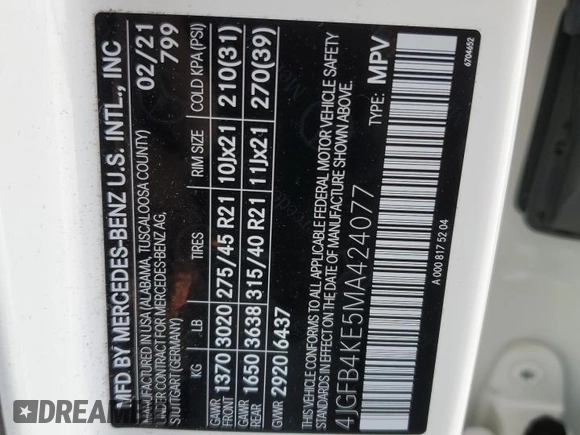 MFD BY MERCEDES-BENZ U.S. INTL., INC
MANUFACTURED IN USA (ALABAMA, TUSCALOOSA COUNTY)
UNDER CONTRACT FOR MERCEDES-BENZ AG,
STUTTGART (GERMANY)
02/21
799
KG LB TIRES RIM SIZE COLD KPA (PSI)
GAWR FRONT 1370 3020 275/45 R21 10Jx21 210(31)
GAWR REAR 1650 3638 315/40 R21 11Jx21 270(39)
GVWR 2920 6437
THIS VEHICLE CONFORMS TO ALL APPLICABLE FEDERAL MOTOR VEHICLE SAFETY
STANDARDS IN EFFECT ON THE DATE OF MANUFACTURE SHOWN ABOVE.
4JGFB4KE5MA424077
TYPE: MPV
A 000 817 52 04
6704652
DEALERS AUCTION